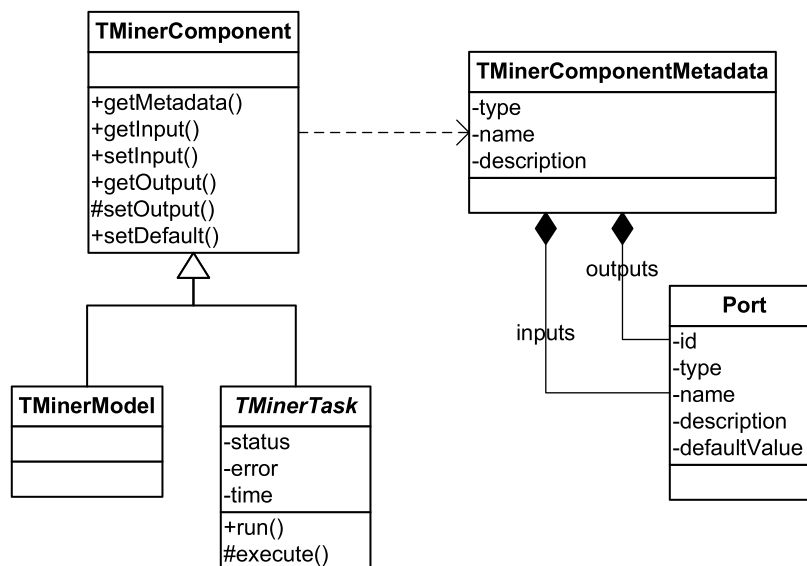 TMinerComponent
+getMetadata()
+getInput()
+setInput()
+getOutput()
#setOutput()
+setDefault()
TMinerComponentMetadata
-type
-name
-description
outputs
inputs
Port
-id
-type
-name
-description
-defaultValue
TMinerModel
TMinerTask
-status
-error
-time
+run()
#execute()